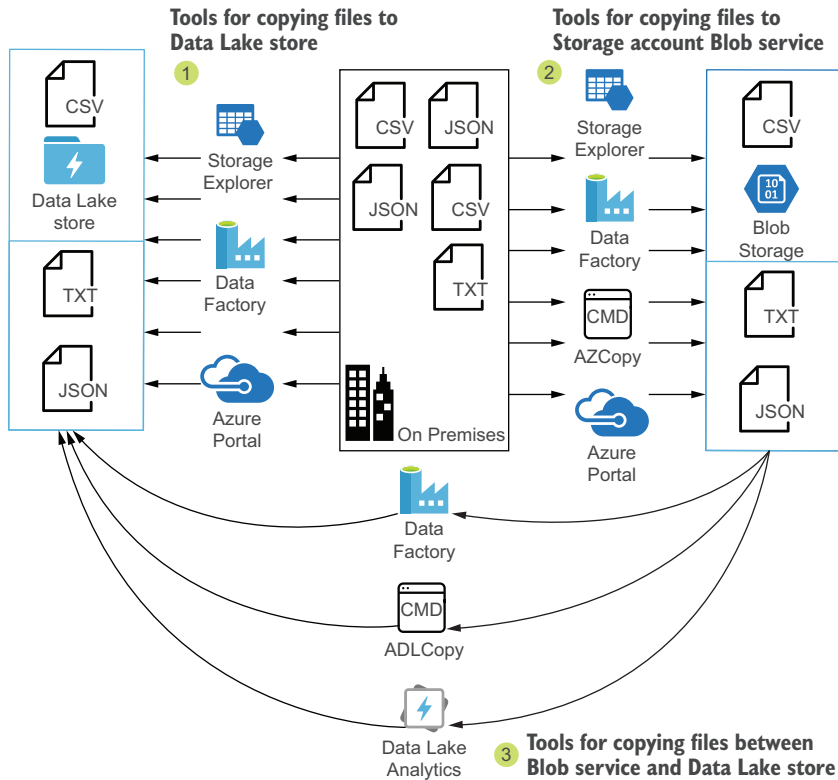 Tools for copying files to
Data Lake store
1
Tools for copying files to
Storage account Blob service
2
CSV
Data Lake
store
TXT
JSON
Storage
Explorer
Data
Factory
Azure
Portal
CSV
JSON
JSON
CSV
TXT
On Premises
Storage
Explorer
Data
Factory
CMD
AZCopy
Azure
Portal
CSV
10
01
Blob
Storage
TXT
JSON
Data
Factory
CMD
ADLCopy
Data Lake
Analytics
3
Tools for copying files between
Blob service and Data Lake store